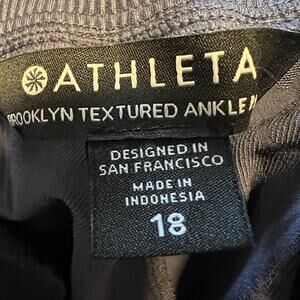 ATHLETA
BROOKLYN TEXTURED ANKLE
DESIGNED IN
SAN FRANCISCO
MADE IN
INDONESIA
18